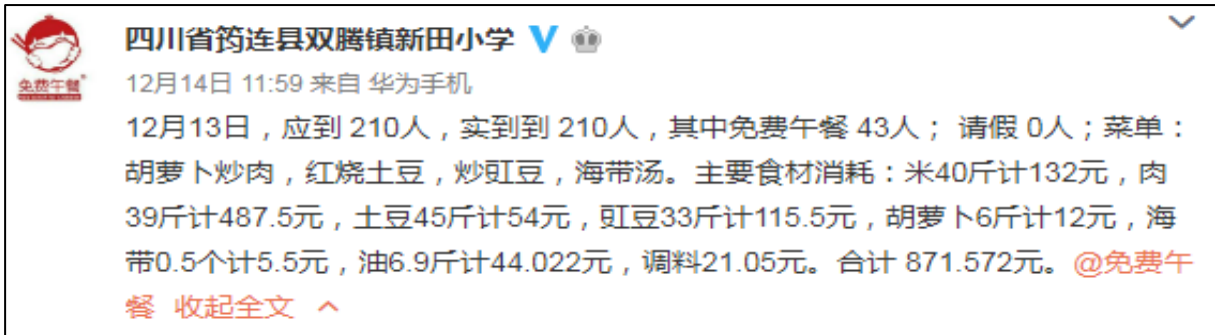 四川省筠连县双腾镇新田小学
免费午餐
12月14日 11:59 来自 华为手机
12月13日，应到 210人，实到到 210人，其中免费午餐 43人； 请假 0人；菜单：
胡萝卜炒肉，红烧土豆，炒豇豆，海带汤。主要食材消耗：米40斤计132元，肉
39斤计487.5元，土豆45斤计54元，豇豆33斤计115.5元，胡萝卜6斤计12元，海
带0.5个计5.5元，油6.9斤计44.022元，调料21.05元。合计 871.572元。@免费午
餐 收起全文